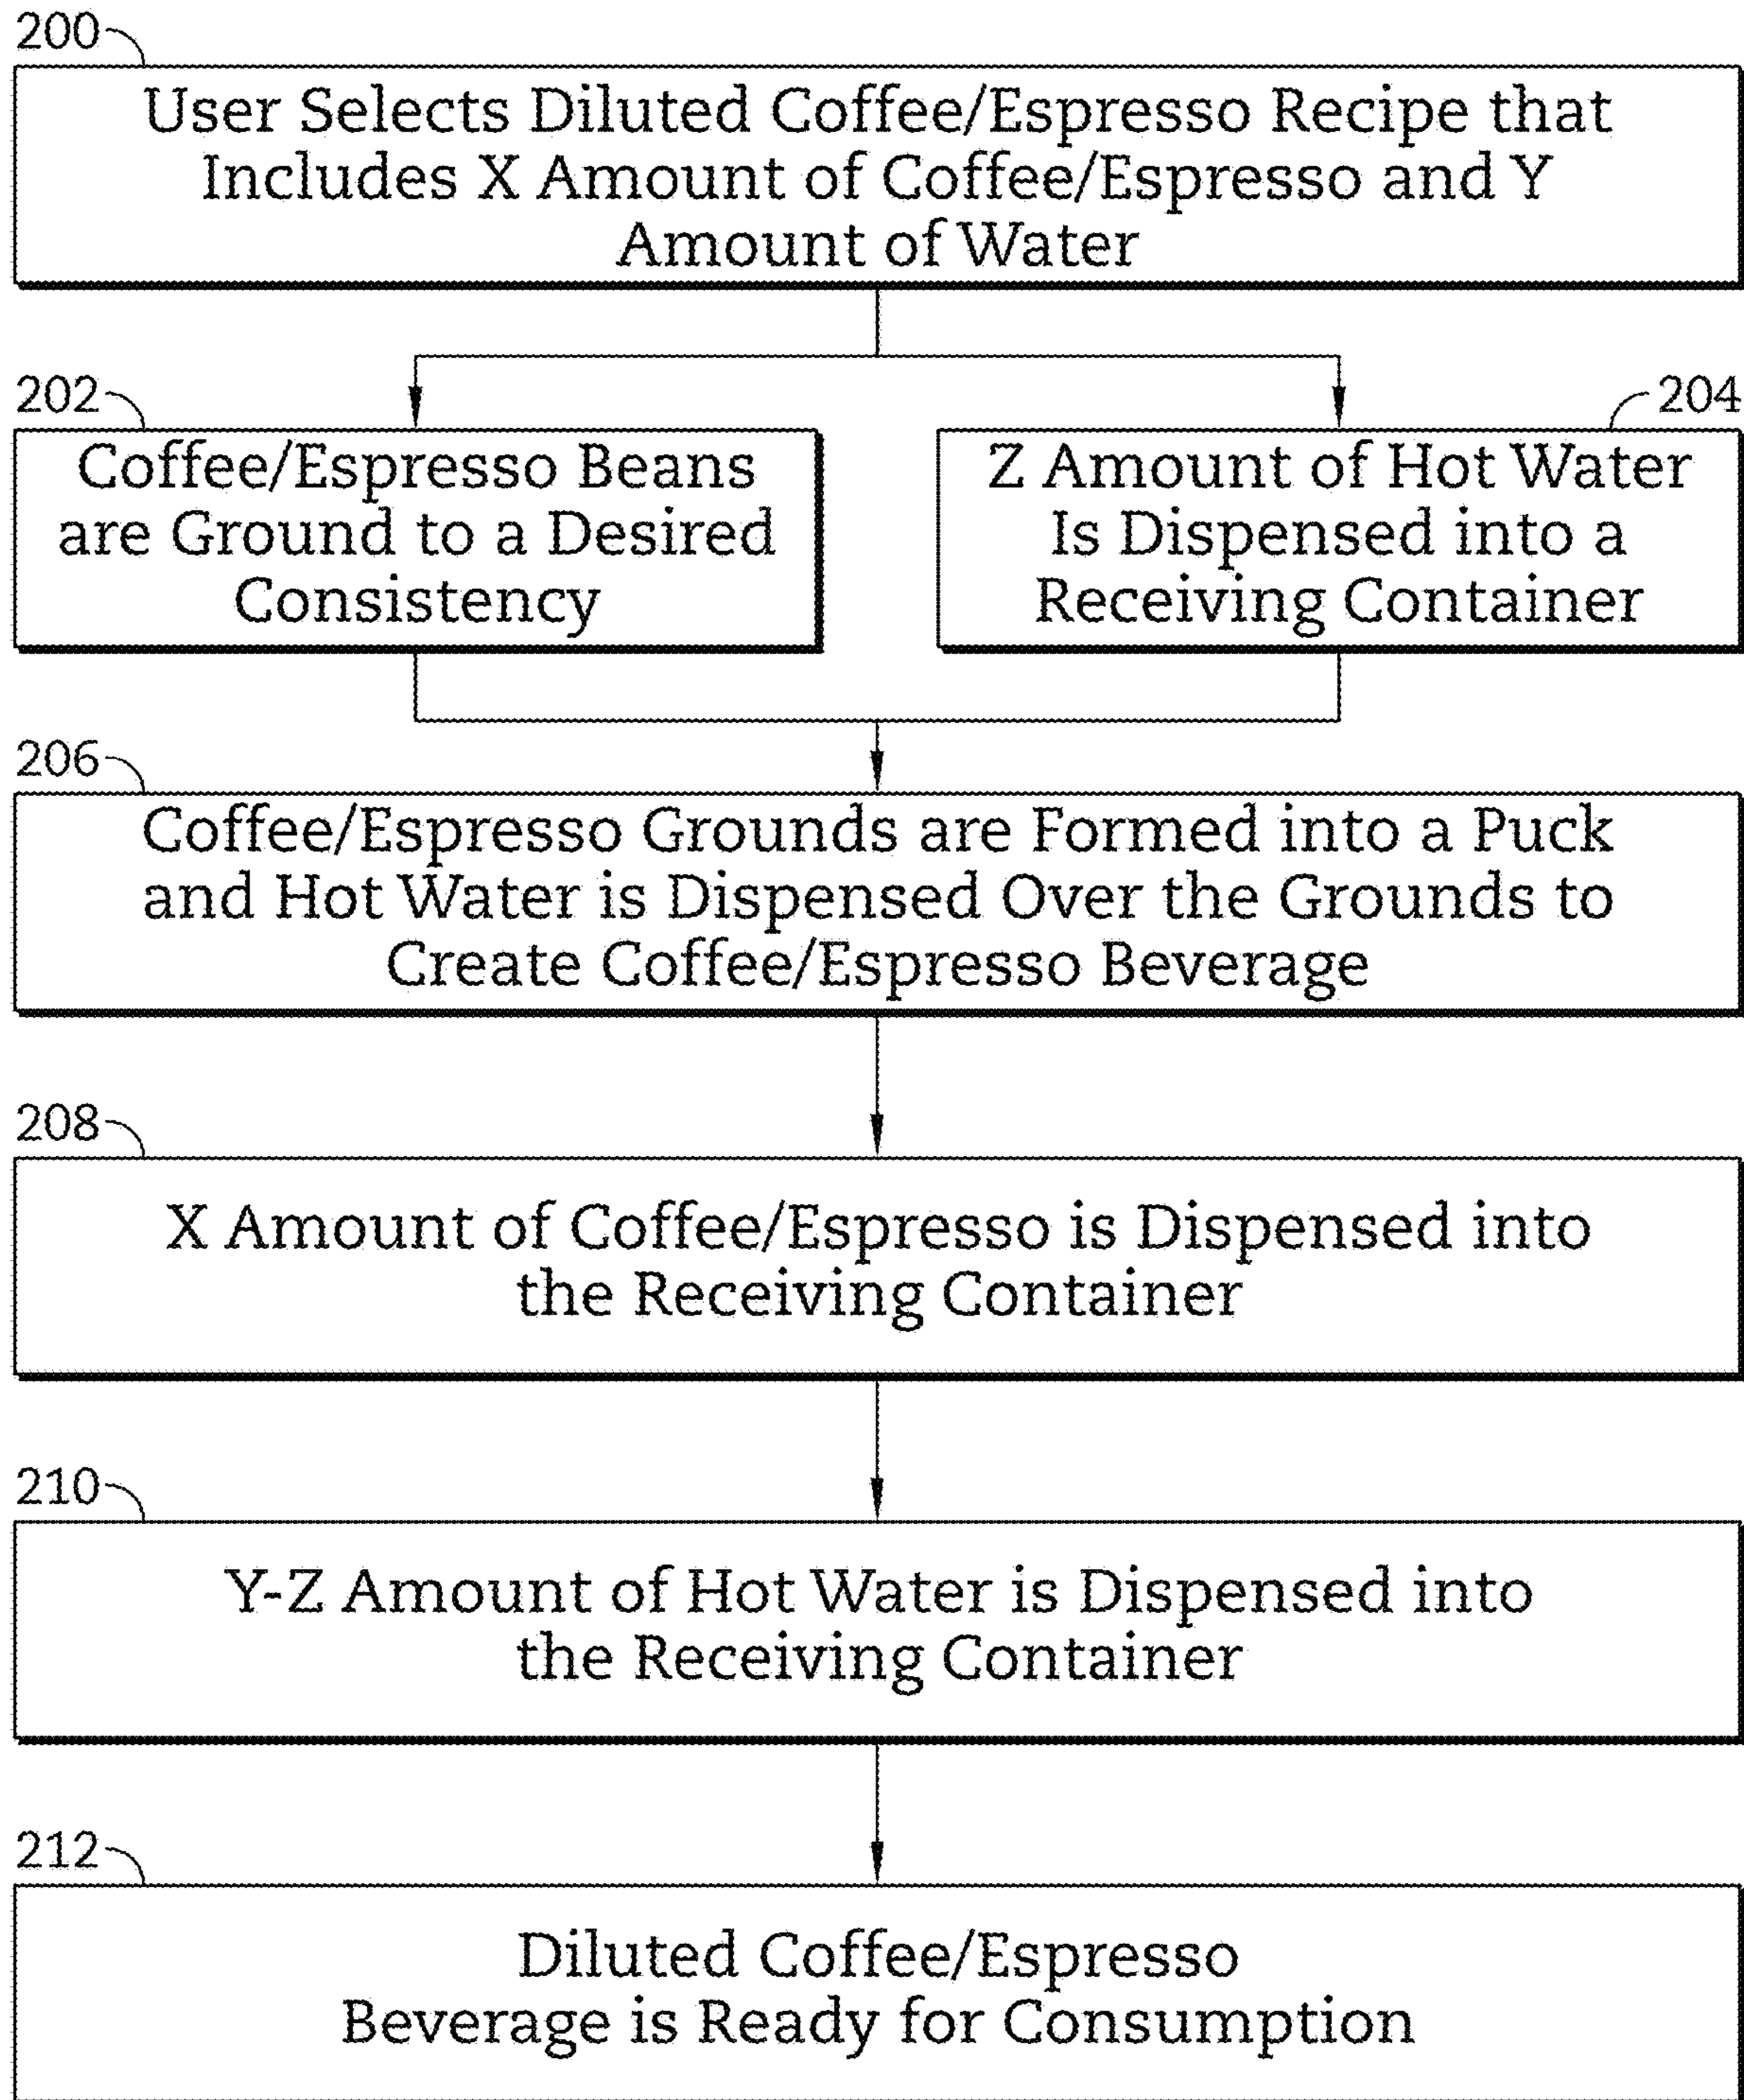 200
User Selects Diluted Coffee/Espresso Recipe that
Includes X Amount of Coffee/Espresso and Y
Amount of Water
202
Coffee/Espresso Beans
are Ground to a Desired
Consistency
204
Z Amount of Hot Water
Is Dispensed into a
Receiving Container
206
Coffee/Espresso Grounds are Formed into a Puck
and Hot Water is Dispensed Over the Grounds to
Create Coffee/Espresso Beverage
208
X Amount of Coffee/Espresso is Dispensed into
the Receiving Container
210
Y-Z Amount of Hot Water is Dispensed into
the Receiving Container
212
Diluted Coffee/Espresso
Beverage is Ready for Consumption